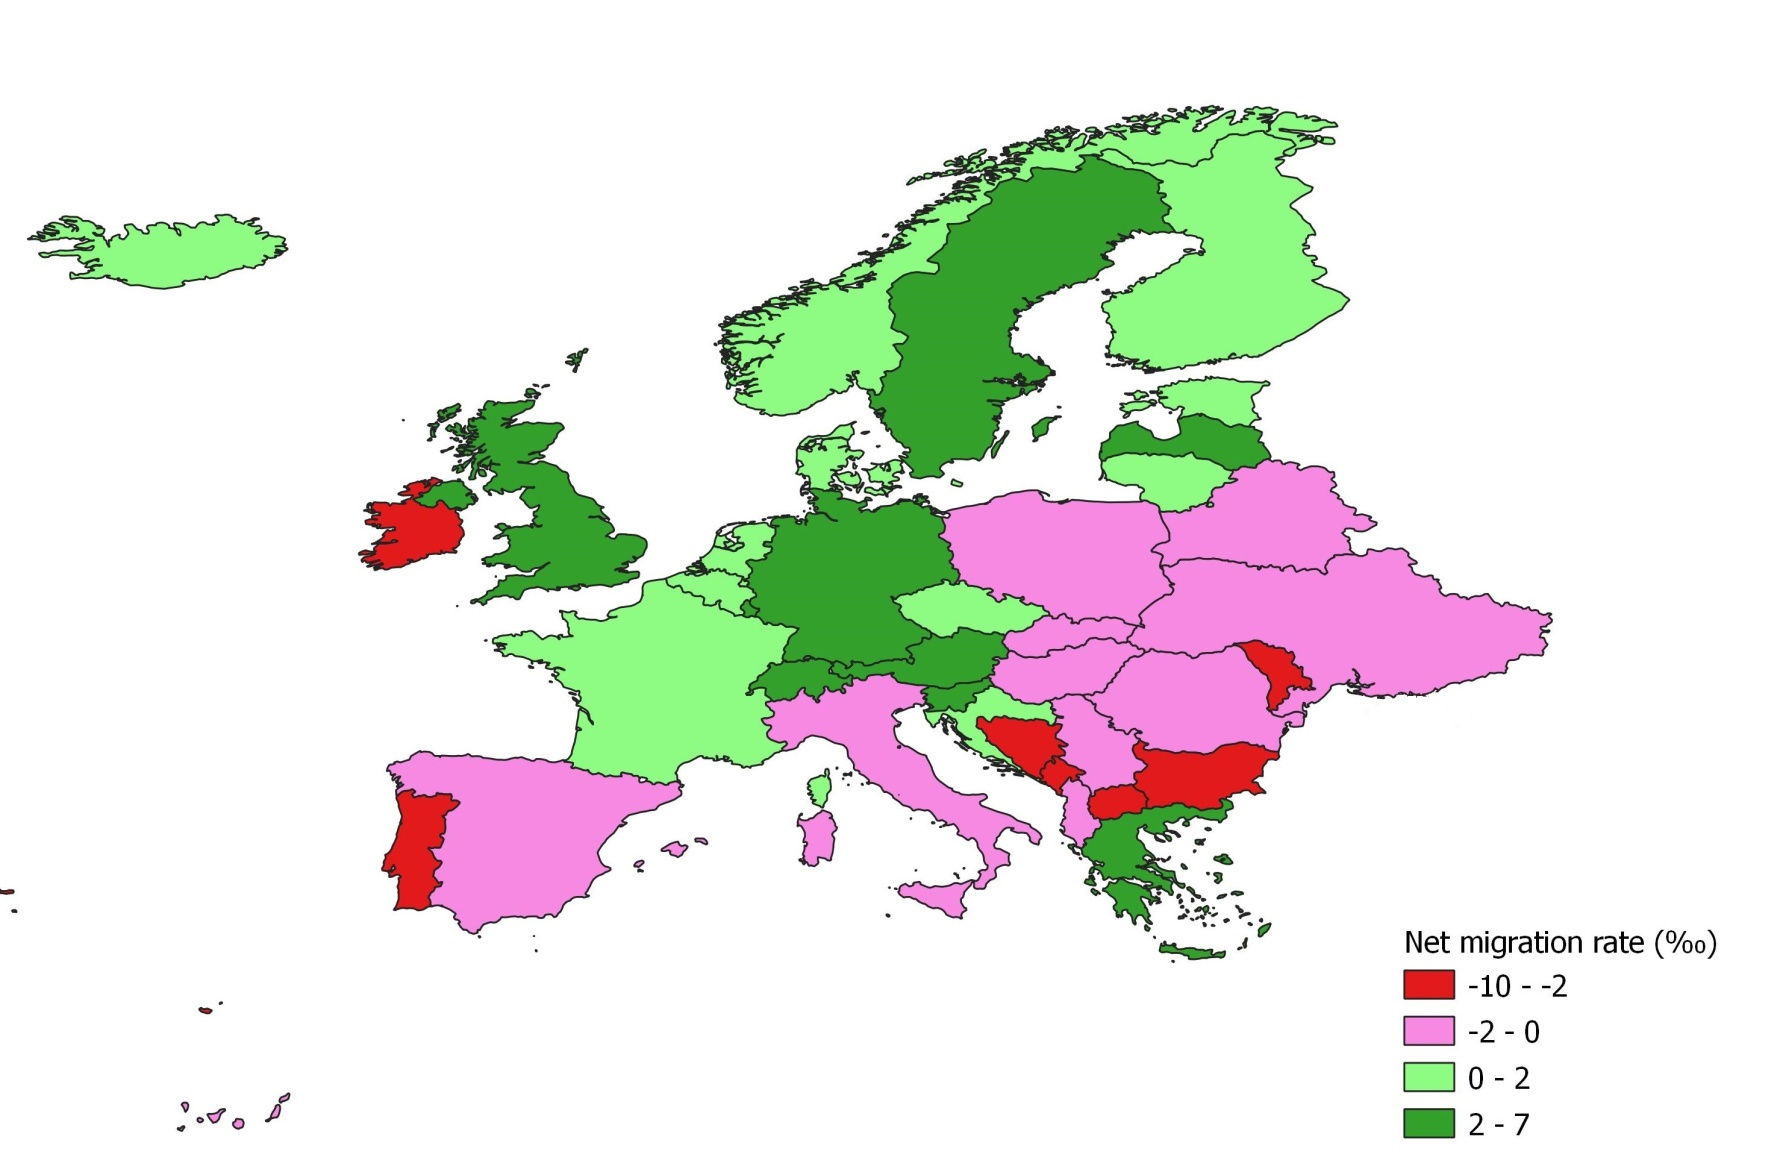 Net migration rate (‰)
-10 - -2
-2 - 0
0 - 2
2 - 7